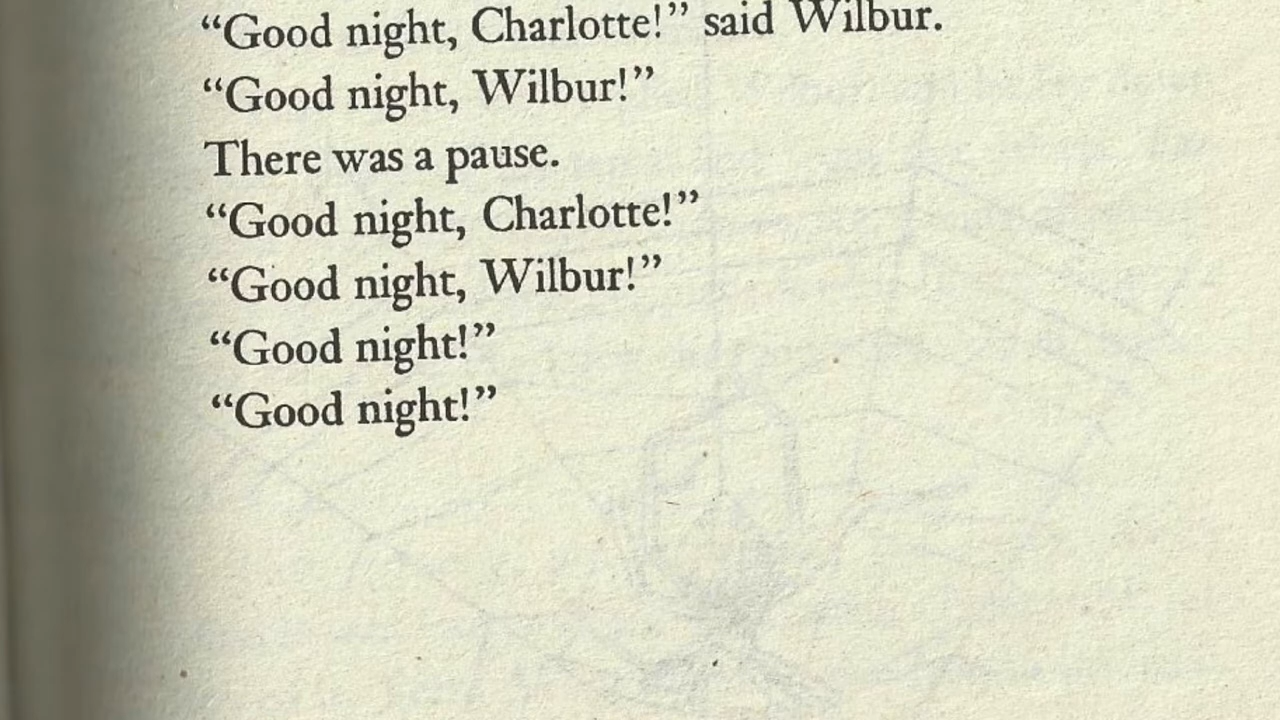 “Good night, Charlotte!” said Wilbur.
“Good night, Wilbur!”
There was a pause.
“Good night, Charlotte!”
“Good night, Wilbur!”
“Good night!”
“Good night!”